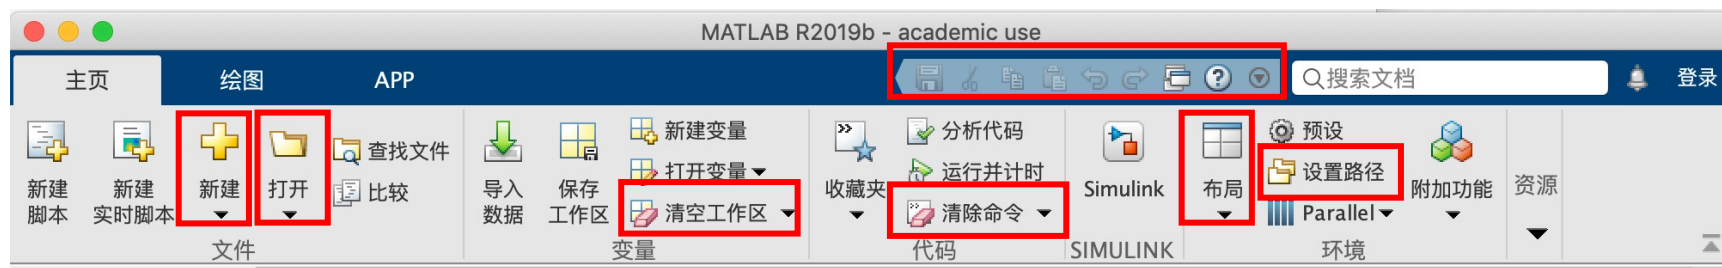 MATLAB R2019b - academic use
主页 绘图 APP 搜索文档 登录
新建脚本
新建实时脚本
新建
打开
查找文件
比较
文件
导入数据
保存工作区
新建变量
打开变量
清空工作区
变量
收藏夹
分析代码
运行并计时
清除命令
代码
Simulink
SIMULINK
布局
预设
设置路径
Parallel
附加功能
环境
资源